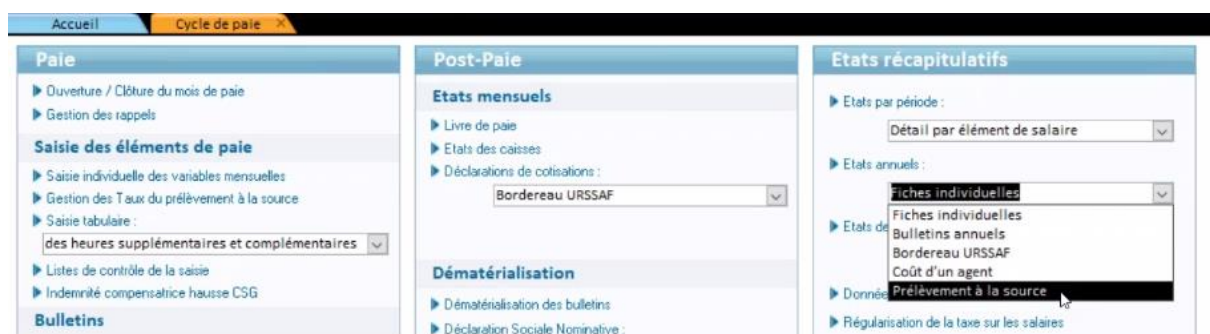 Accueil
Cycle de paie
Paie
Ouverture / Clôture du mois de paie
Gestion des rappels
Saisie des éléments de paie
Saisie individuelle des variables mensuelles
Gestion des Taux du prélèvement à la source
Saisie tabulaire :
des heures supplémentaires et complémentaires
Listes de contrôle de la saisie
Indemnité compensatrice hausse CSG
Bulletins
Post-Paie
Etats mensuels
Livre de paie
Etats des caisses
Déclarations de cotisations :
Bordereau URSSAF
Dématérialisation
Dématérialisation des bulletins
Déclaration Sociale Nominative :
Etats récapitulatifs
Etats par période :
Détail par élément de salaire
Etats annuels :
Fiches individuelles
Fiches individuelles
Bulletins annuels
Etats de
Bordereau URSSAF
Coût d'un agent
Donnée
Prélèvement à la source
Régularisation de la taxe sur les salaires